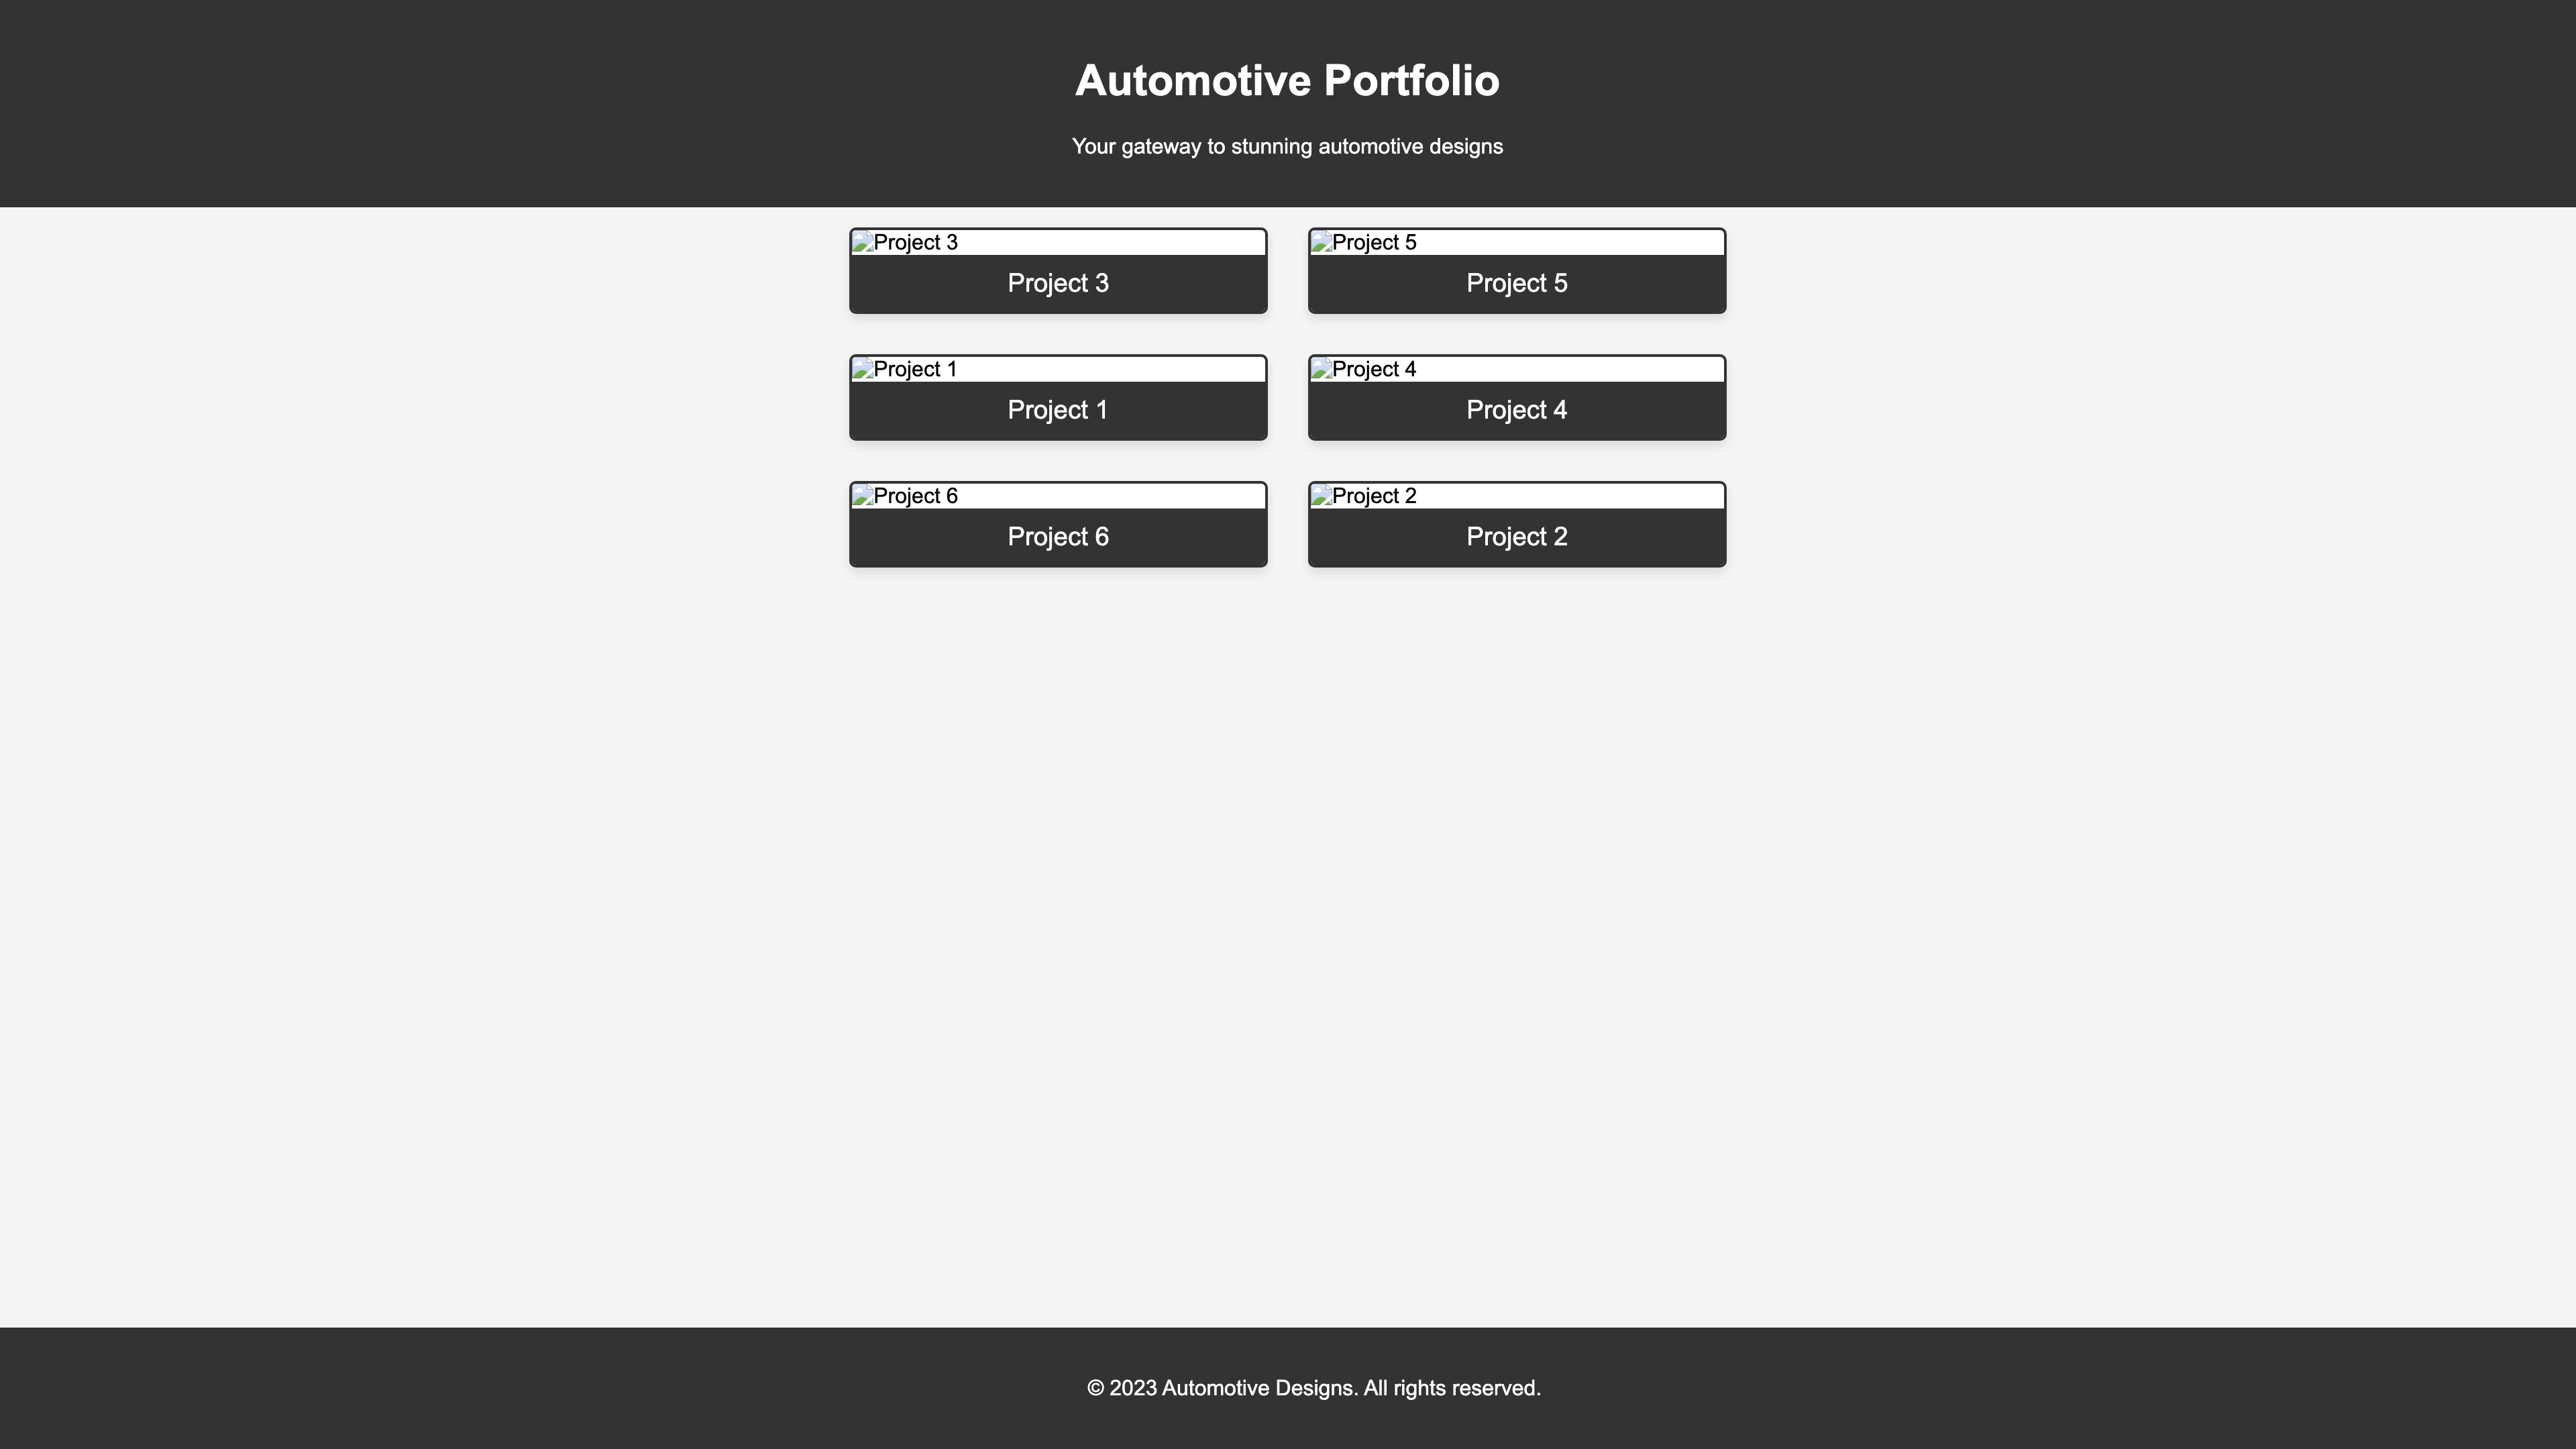 Automotive Portfolio
Your gateway to stunning automotive designs
Project 3
Project 3
Project 5
Project 5
Project 1
Project 1
Project 4
Project 4
Project 6
Project 6
Project 2
Project 2
© 2023 Automotive Designs. All rights reserved.